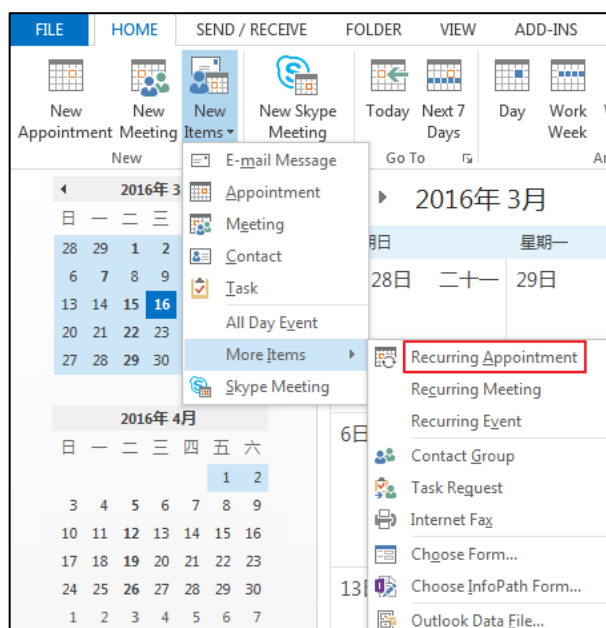 FILE HOME SEND / RECEIVE FOLDER VIEW ADD-INS
New Appointment
New Meeting
New Items
New Skype Meeting
Today
Next 7 Days
Day
Work Week
New
Go To
E-mail Message
Appointment
Meeting
Contact
Task
All Day Event
More Items
Skype Meeting
Recurring Appointment
Recurring Meeting
Recurring Event
Contact Group
Task Request
Internet Fax
Choose Form...
Choose InfoPath Form...
Outlook Data File...
2016年 3
日 一 二 三
28 29 1 2
6 7 8 9
13 14 15 16
20 21 22 23
27 28 29 30
2016年 4月
日 一 二 三 四 五 六
1 2
3 4 5 6 7 8 9
10 11 12 13 14 15 16
17 18 19 20 21 22 23
24 25 26 27 28 29 30
1 2 3 4 5 6 7
2016年 3月
日 星期一
28日 二十一 29日
6日
13